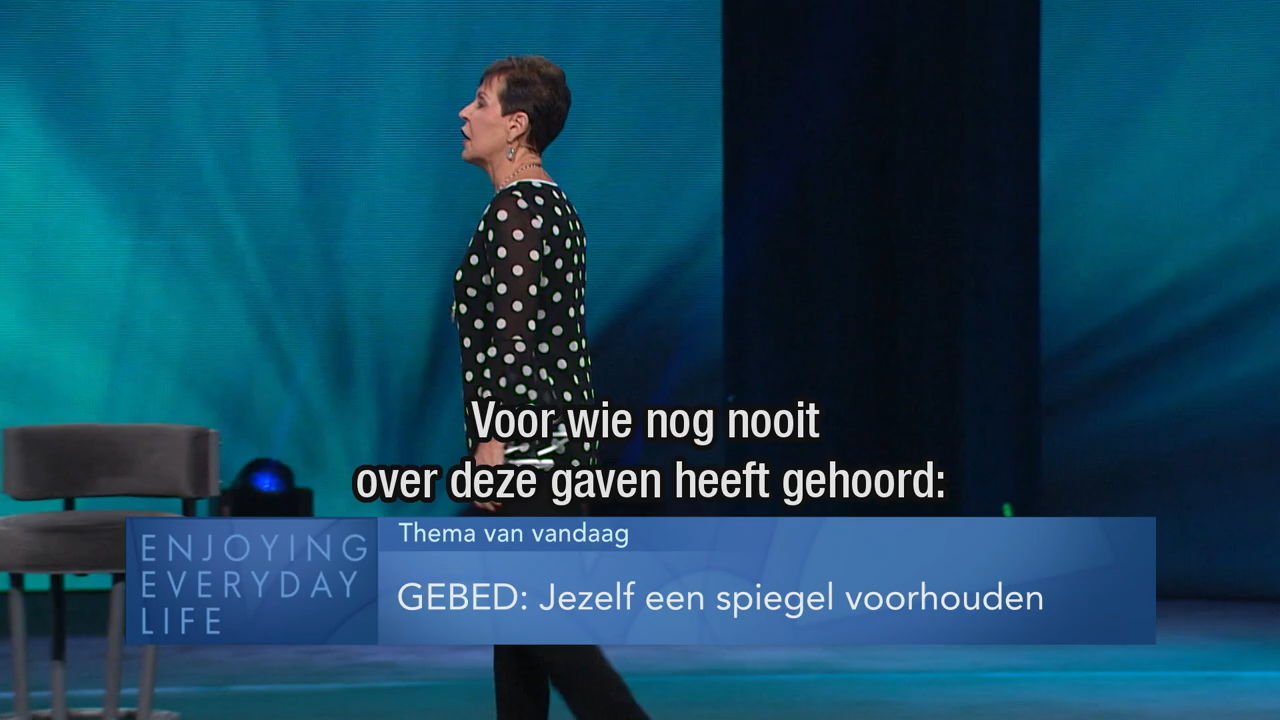 Voor wie nog nooit
over deze gaven heeft gehoord:
Thema van vandaag
ENJOYING
EVERYDAY
LIFE
GEBED: Jezelf een spiegel voorhouden